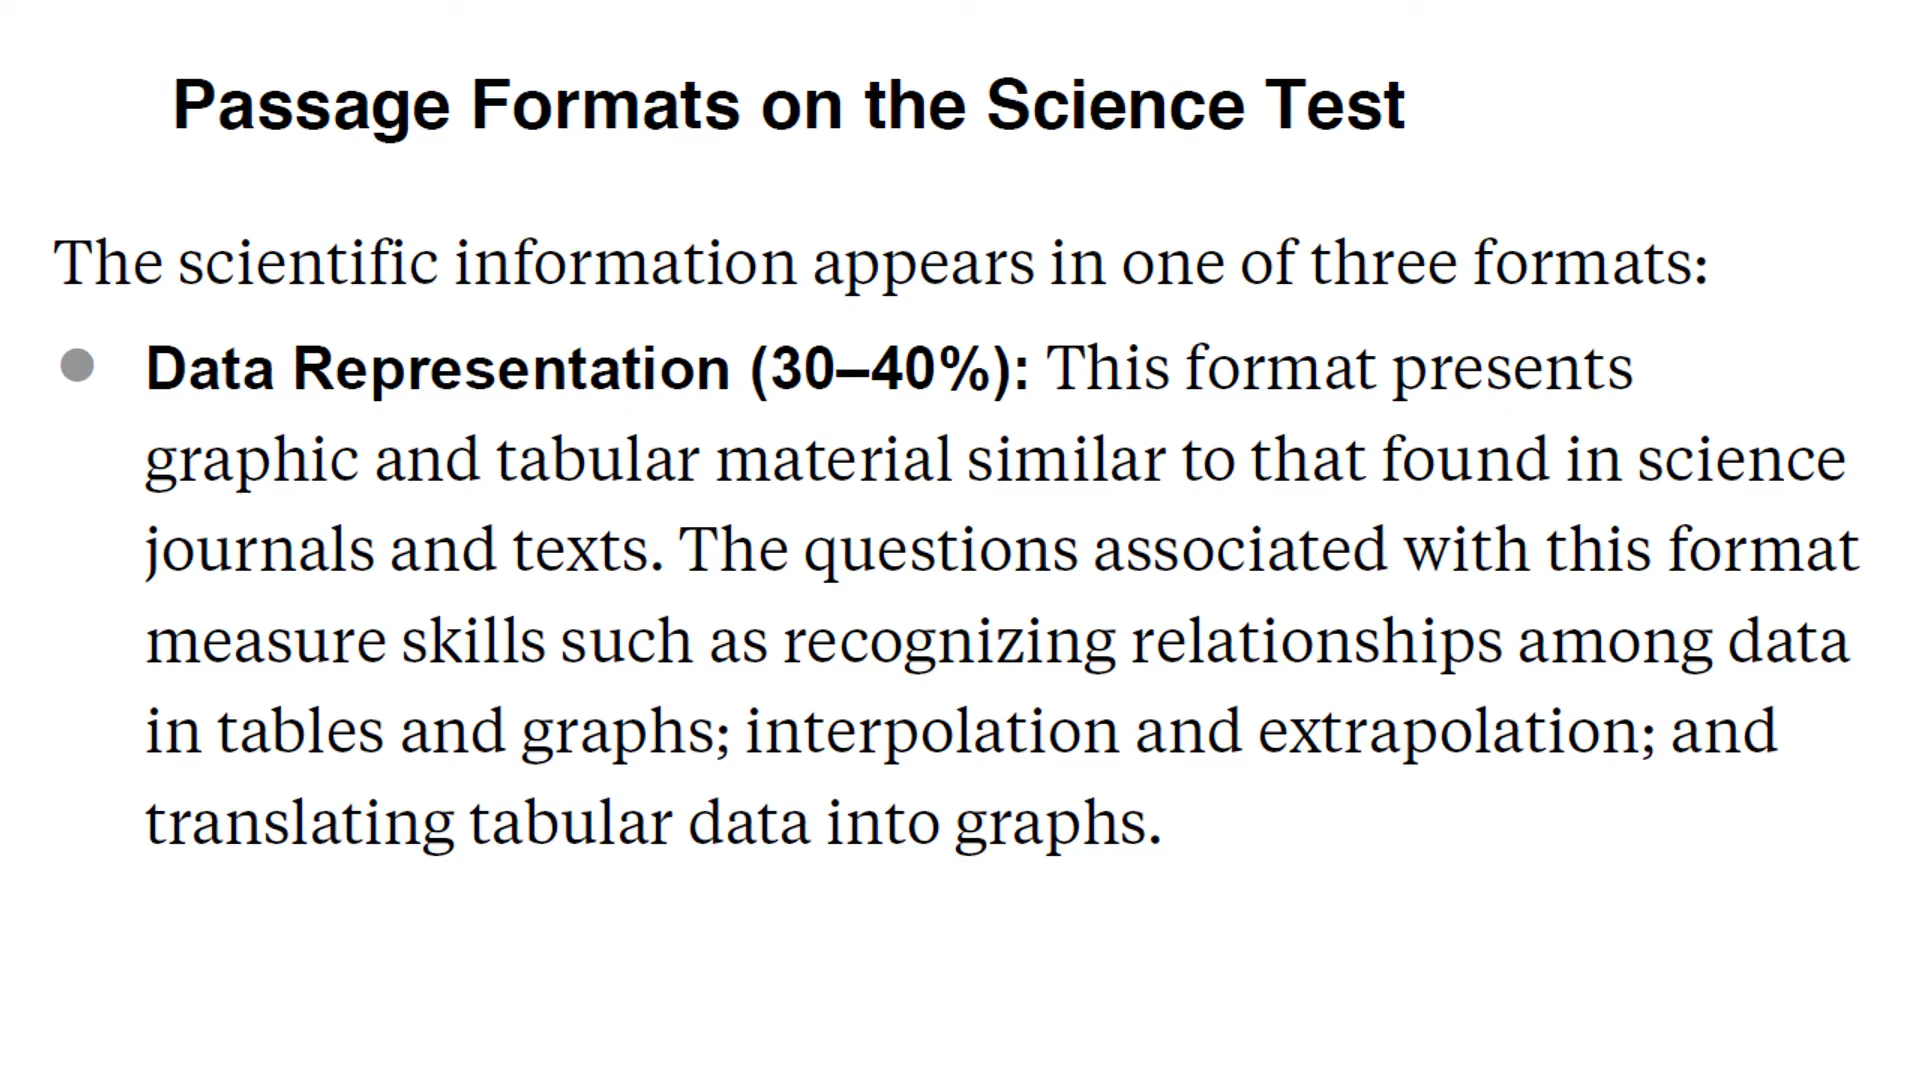 Passage Formats on the Science Test
The scientific information appears in one of three formats:
● Data Representation (30–40%): This format presents
graphic and tabular material similar to that found in science
journals and texts. The questions associated with this format
measure skills such as recognizing relationships among data
in tables and graphs; interpolation and extrapolation; and
translating tabular data into graphs.